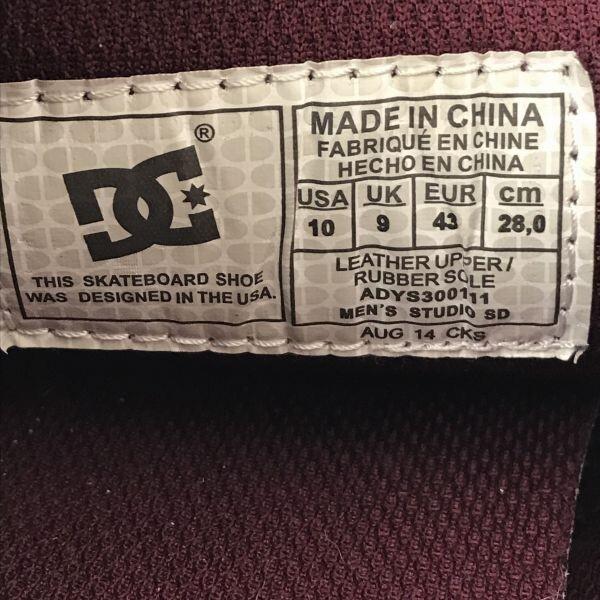 DC®
THIS SKATEBOARD SHOE
WAS DESIGNED IN THE USA.
MADE IN CHINA
FABRIQUÉ EN CHINE
HECHO EN CHINA
USA UK EUR cm
10 9 43 28,0
LEATHER UPPER/
RUBBER SOLE
ADYS300111
MEN'S STUDIO SD
AUG 14 CKS